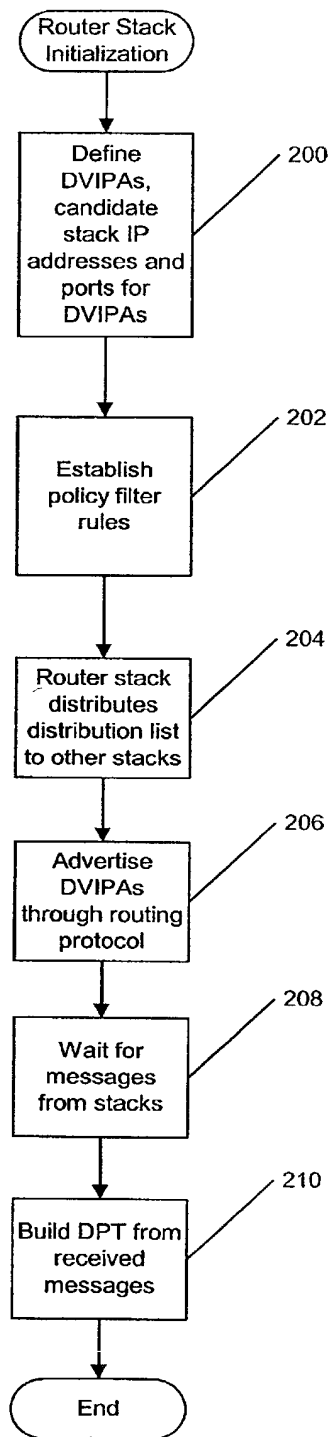 Router Stack
Initialization
Define
DVIPAs,
candidate
stack IP
addresses and
ports for
DVIPAs
200
Establish
policy filter
rules
202
Router stack
distributes
distribution list
to other stacks
204
Advertise
DVIPAs
through routing
protocol
206
Wait for
messages
from stacks
208
Build DPT from
received
messages
210
End